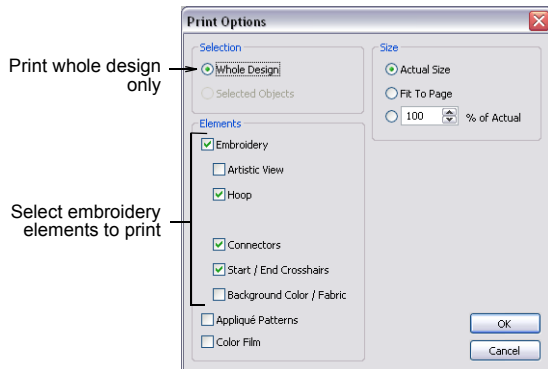 Print Options
Selection
Whole Design
Selected Objects
Size
Actual Size
Fit To Page
100 % of Actual
Elements
Embroidery
Artistic View
Hoop
Connectors
Start / End Crosshairs
Background Color / Fabric
Appliqué Patterns
Color Film
OK
Cancel
Print whole design
only
Select embroidery
elements to print